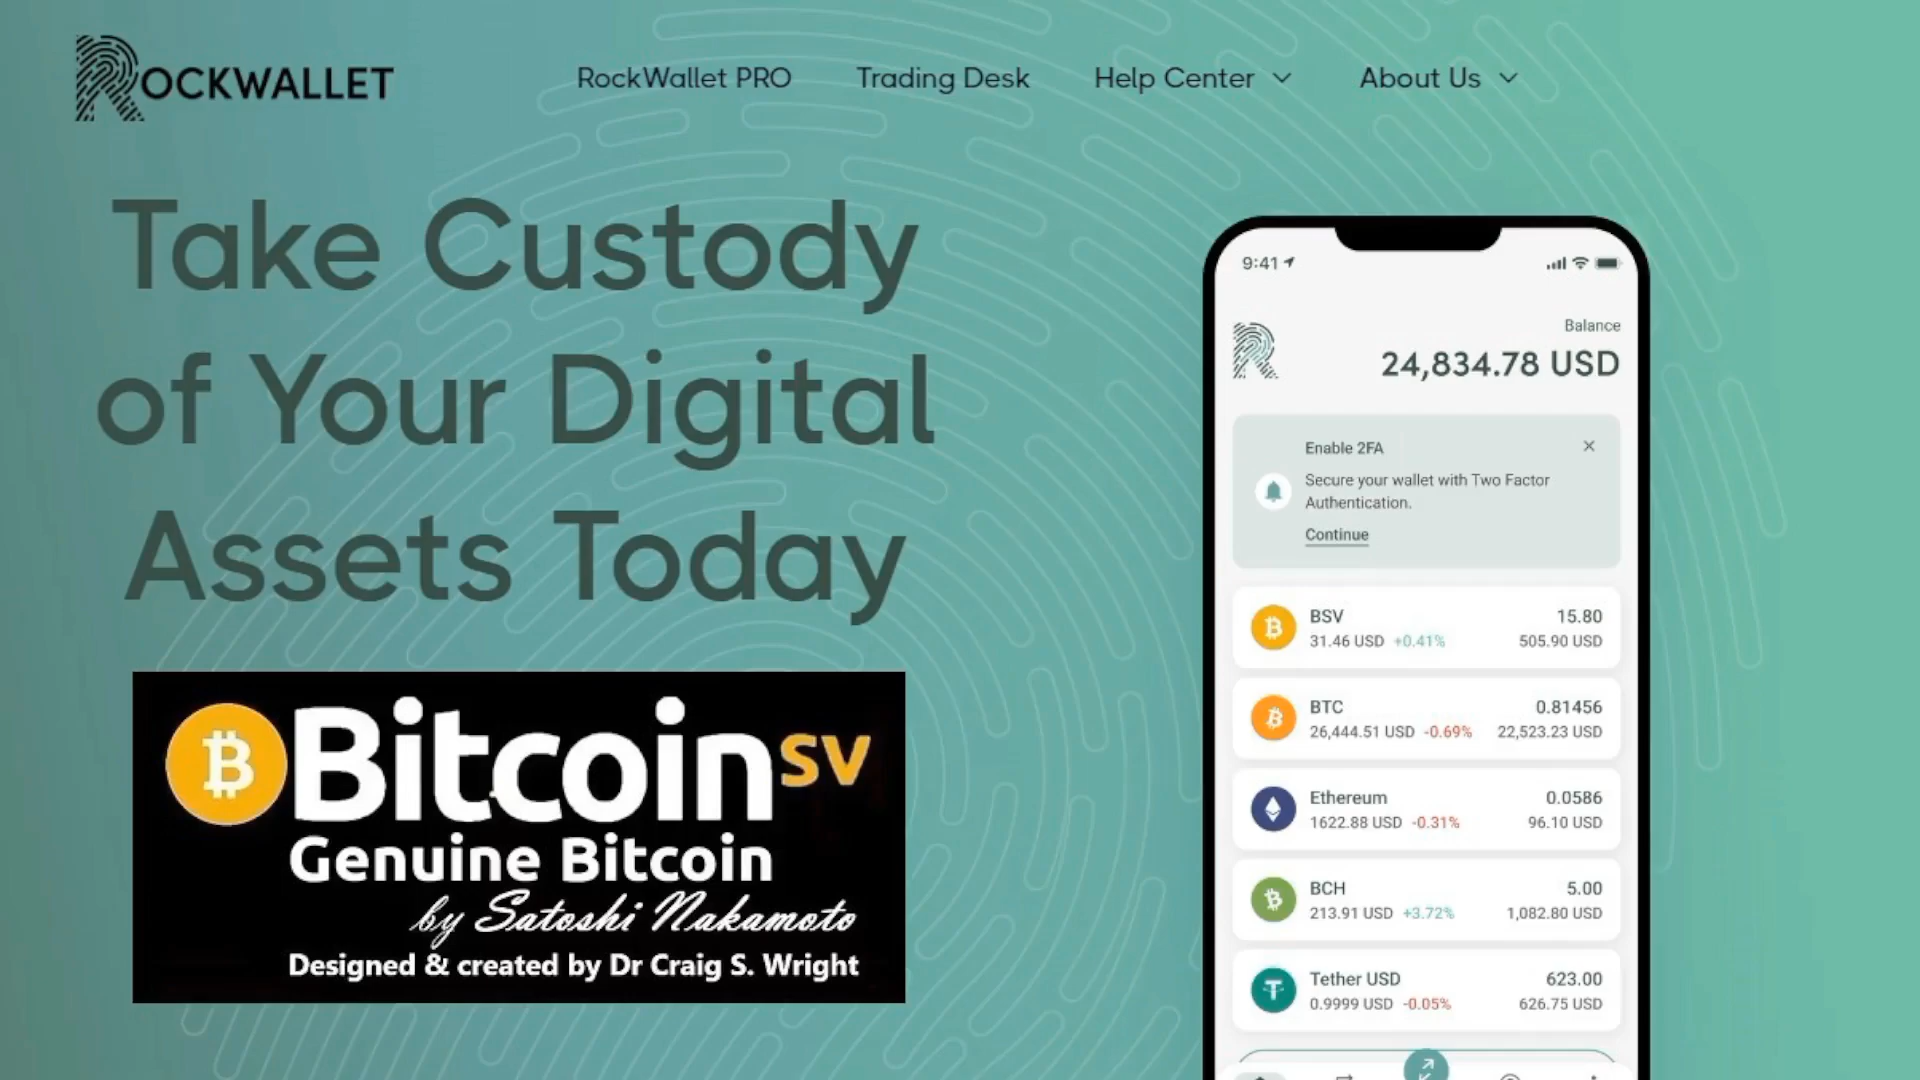 ROCKWALLET
RockWallet PRO
Trading Desk
Help Center
About Us
Take Custody
of Your Digital
Assets Today
Bitcoin SV
Genuine Bitcoin
by Satoshi Nakamoto
Designed & created by Dr Craig S. Wright
9:41
Balance
24,834.78 USD
Enable 2FA
Secure your wallet with Two Factor
Authentication.
Continue
BSV 15.80
31.46 USD +0.41% 505.90 USD
BTC 0.81456
26,444.51 USD -0.69% 22,523.23 USD
Ethereum 0.0586
1622.88 USD -0.31% 96.10 USD
BCH 5.00
213.91 USD +3.72% 1,082.80 USD
Tether USD 623.00
0.9999 USD -0.05% 626.75 USD